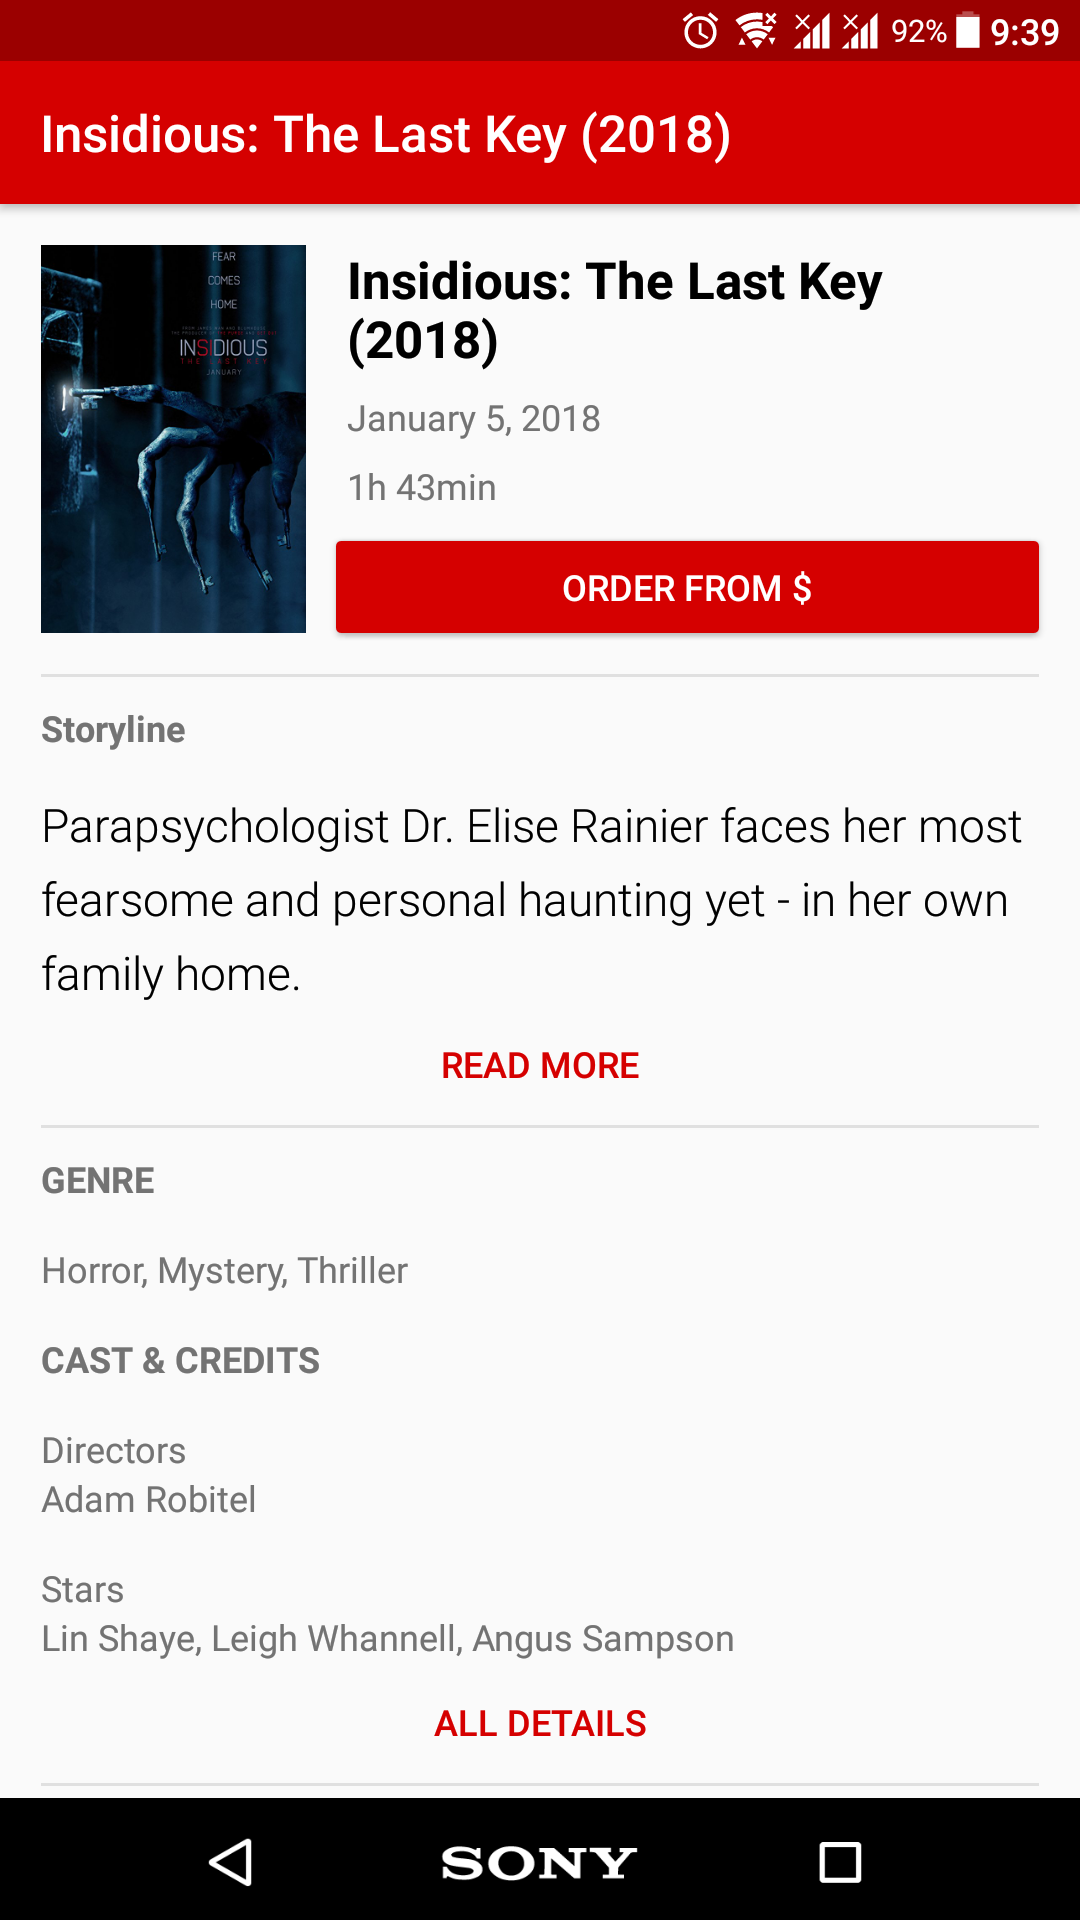 92% 9:39
Insidious: The Last Key (2018)
FEAR
COMES
HOME
INSIDIOUS
THE LAST KEY
JANUARY
Insidious: The Last Key
(2018)
January 5, 2018
1h 43min
ORDER FROM $
Storyline
Parapsychologist Dr. Elise Rainier faces her most
fearsome and personal haunting yet - in her own
family home.
READ MORE
GENRE
Horror, Mystery, Thriller
CAST & CREDITS
Directors
Adam Robitel
Stars
Lin Shaye, Leigh Whannell, Angus Sampson
ALL DETAILS
SONY